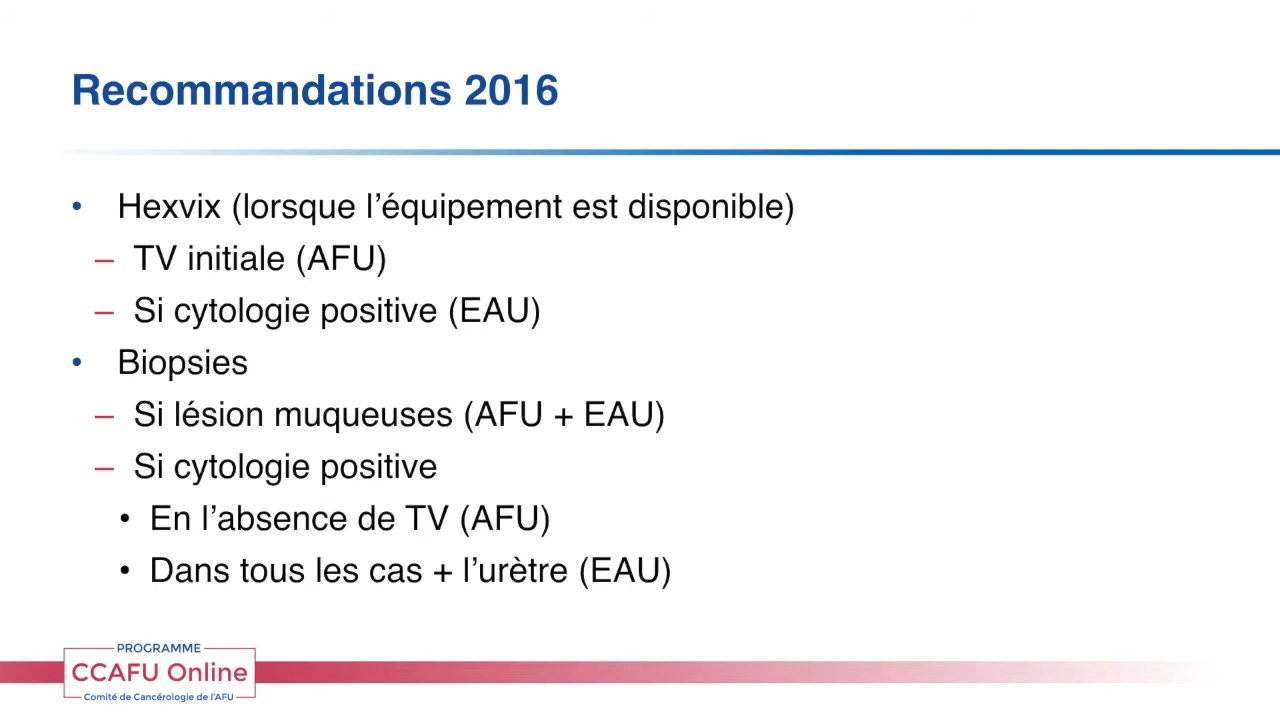 Recommandations 2016
• Hexvix (lorsque l’équipement est disponible)
– TV initiale (AFU)
– Si cytologie positive (EAU)
• Biopsies
– Si lésion muqueuses (AFU + EAU)
– Si cytologie positive
• En l’absence de TV (AFU)
• Dans tous les cas + l’urètre (EAU)
PROGRAMME
CCAFU Online
Comité de Cancérologie de l'AFU